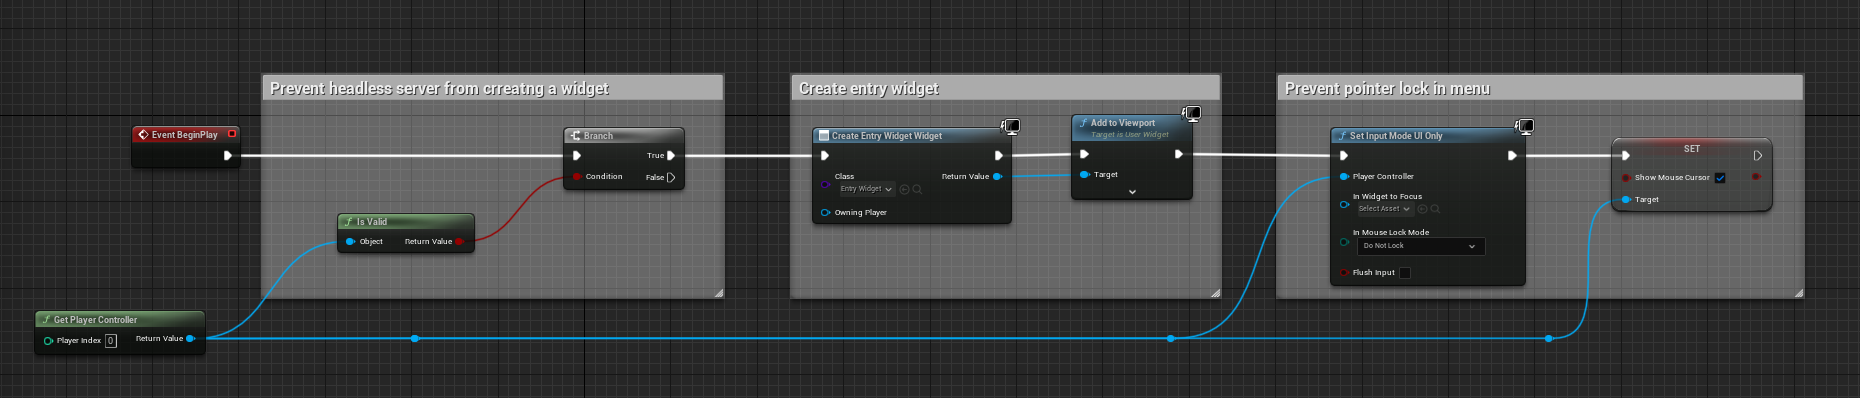 Prevent headless server from crreatng a widget
Create entry widget
Prevent pointer lock in menu
Event BeginPlay
Branch
True
Condition
False
Is Valid
Object
Return Value
Get Player Controller
Player Index
0
Return Value
Create Entry Widget Widget
Class
Entry Widget
Return Value
Owning Player
Add to Viewport
Target is User Widget
Target
Set Input Mode UI Only
Player Controller
In Widget to Focus
Select Asset
In Mouse Lock Mode
Do Not Lock
Flush Input
SET
Show Mouse Cursor
Target